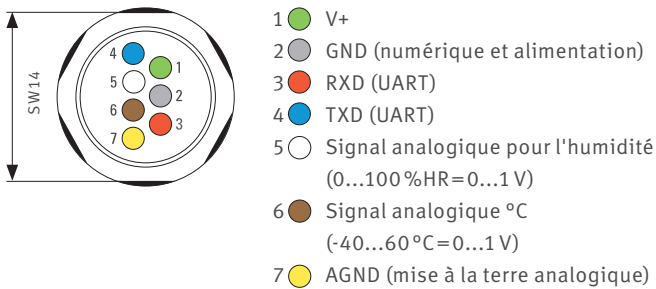 SW14
4
1
5
2
6
3
7
1 V+
2 GND (numérique et alimentation)
3 RXD (UART)
4 TXD (UART)
5 Signal analogique pour l'humidité
(0...100 %HR=0...1 V)
6 Signal analogique °C
(-40...60 °C=0...1 V)
7 AGND (mise à la terre analogique)